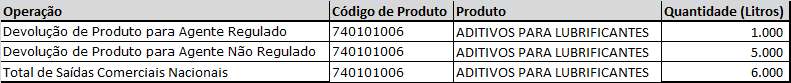 Operação Código de Produto Produto Quantidade (Litros)
Devolução de Produto para Agente Regulado 740101006 ADITIVOS PARA LUBRIFICANTES 1.000
Devolução de Produto para Agente Não Regulado 740101006 ADITIVOS PARA LUBRIFICANTES 5.000
Total de Saídas Comerciais Nacionais 740101006 ADITIVOS PARA LUBRIFICANTES 6.000